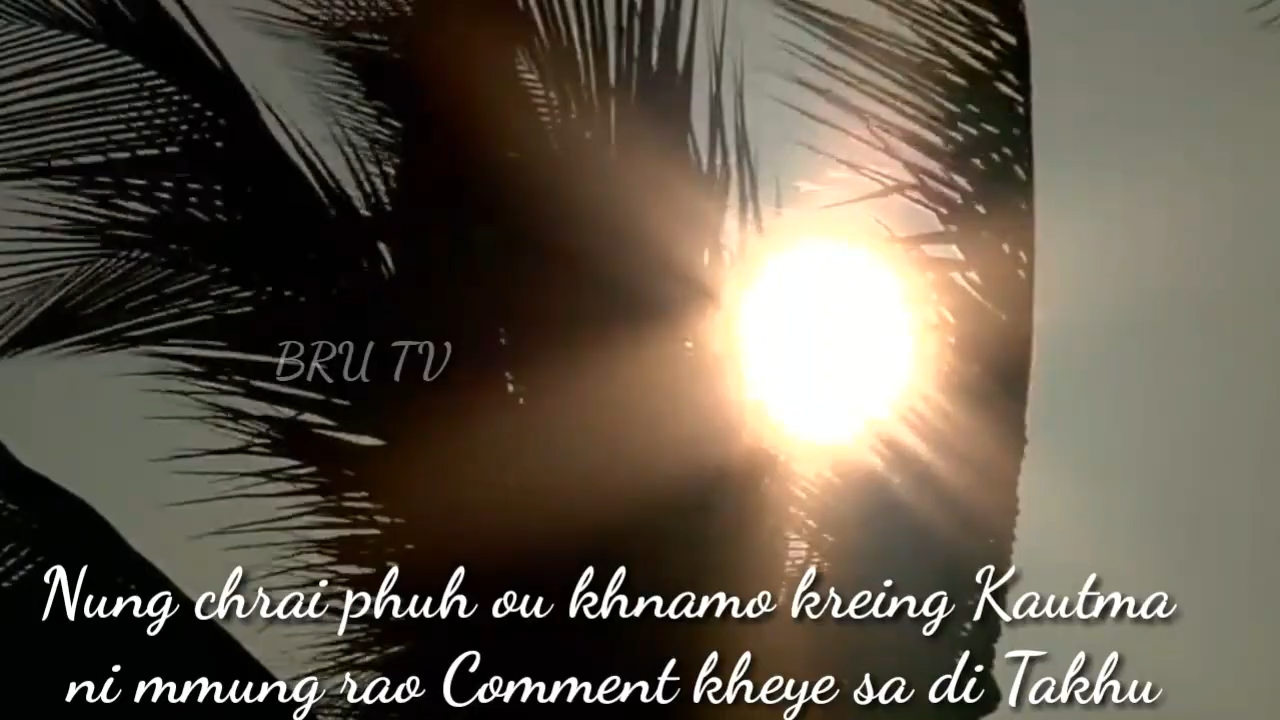 BRU TV
Nung chrai phuh ou khnamo kreing Kautma
ni mmung rao Comment kheye sa di Takhu